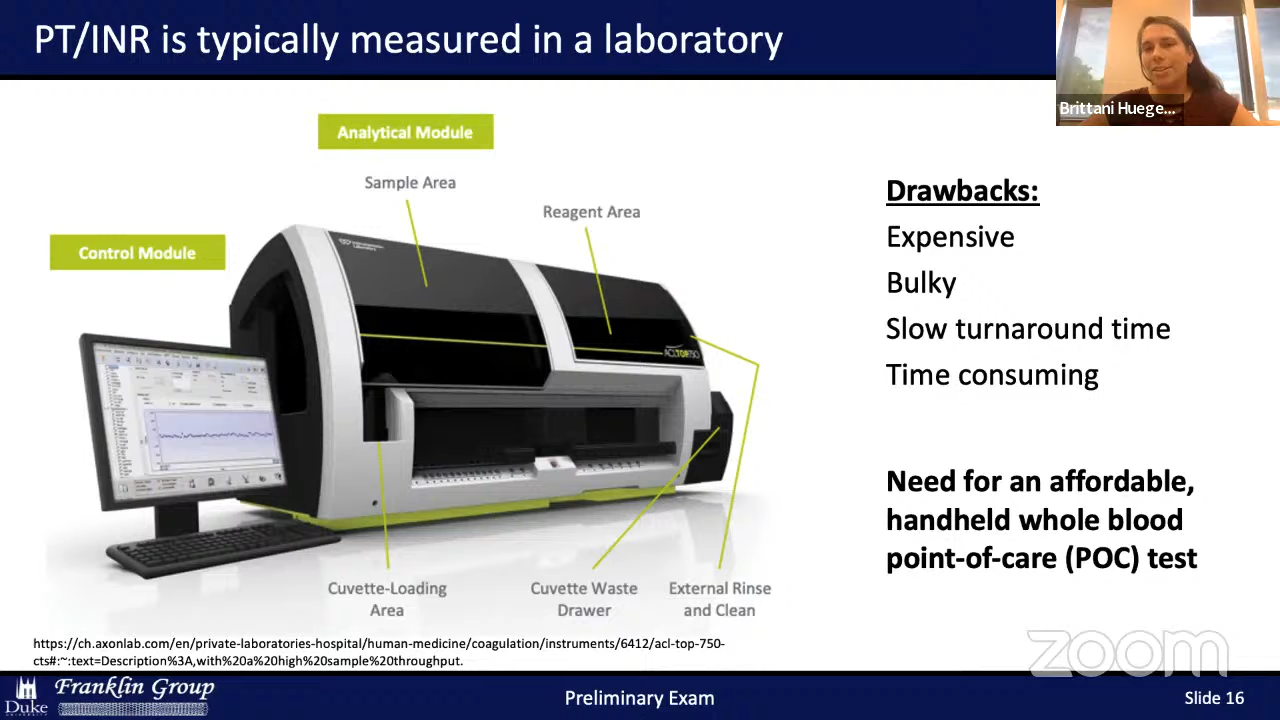 PT/INR is typically measured in a laboratory
Brittani Huege...
Analytical Module
Sample Area
Reagent Area
Control Module
ACLTOP750
Drawbacks:
Expensive
Bulky
Slow turnaround time
Time consuming
Need for an affordable,
handheld whole blood
point-of-care (POC) test
Cuvette-Loading
Area
Cuvette Waste
Drawer
External Rinse
and Clean
https://ch.axonlab.com/en/private-laboratories-hospital/human-medicine/coagulation/instruments/6412/acl-top-750-
cts#:~:text=Description%3A,with%20a%20high%20sample%20throughput.
zoom
Duke
Franklin Group
Preliminary Exam
Slide 16